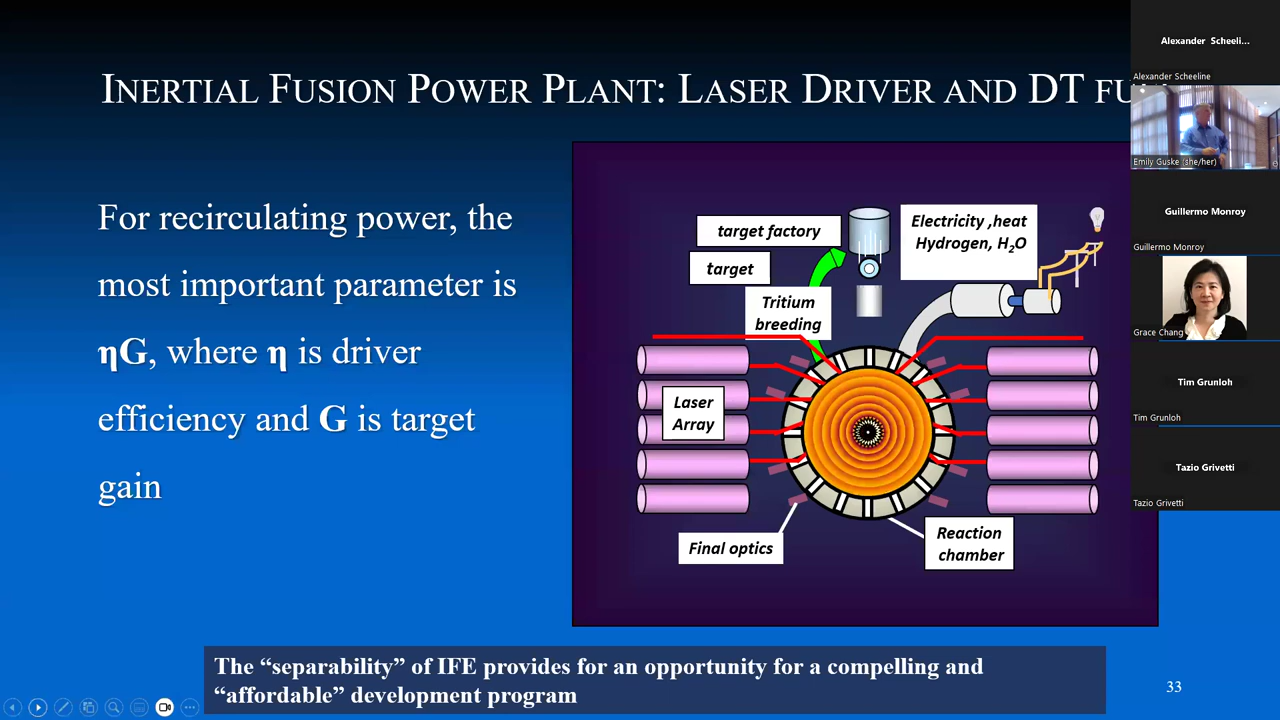 INERTIAL FUSION POWER PLANT: LASER DRIVER AND DT FU
For recirculating power, the
most important parameter is
ηG, where η is driver
efficiency and G is target
gain
target factory
target
Tritium
breeding
Electricity ,heat
Hydrogen, H₂O
Laser
Array
Final optics
Reaction
chamber
The “separability” of IFE provides for an opportunity for a compelling and
“affordable” development program
33
Alexander Scheeli...
Alexander Scheeline
Emily Guske (she/her)
Guillermo Monroy
Guillermo Monroy
Grace Chang
Tim Grunloh
Tim Grunloh
Tazio Grivetti
Tazio Grivetti